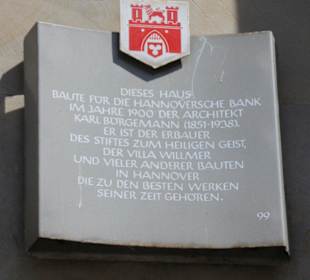 DIESES HAUS
BAUTE FÜR DIE HANNOVERSCHE BANK
IM JAHRE 1900 DER ARCHITEKT
KARL BÖRGEMANN (1851-1938).
ER IST DER ERBAUER
DES STIFTES ZUM HEILIGEN GEIST,
DER VILLA WILLMER
UND VIELER ANDERER BAUTEN
IN HANNOVER
DIE ZU DEN BESTEN WERKEN
SEINER ZEIT GEHÖREN.
99